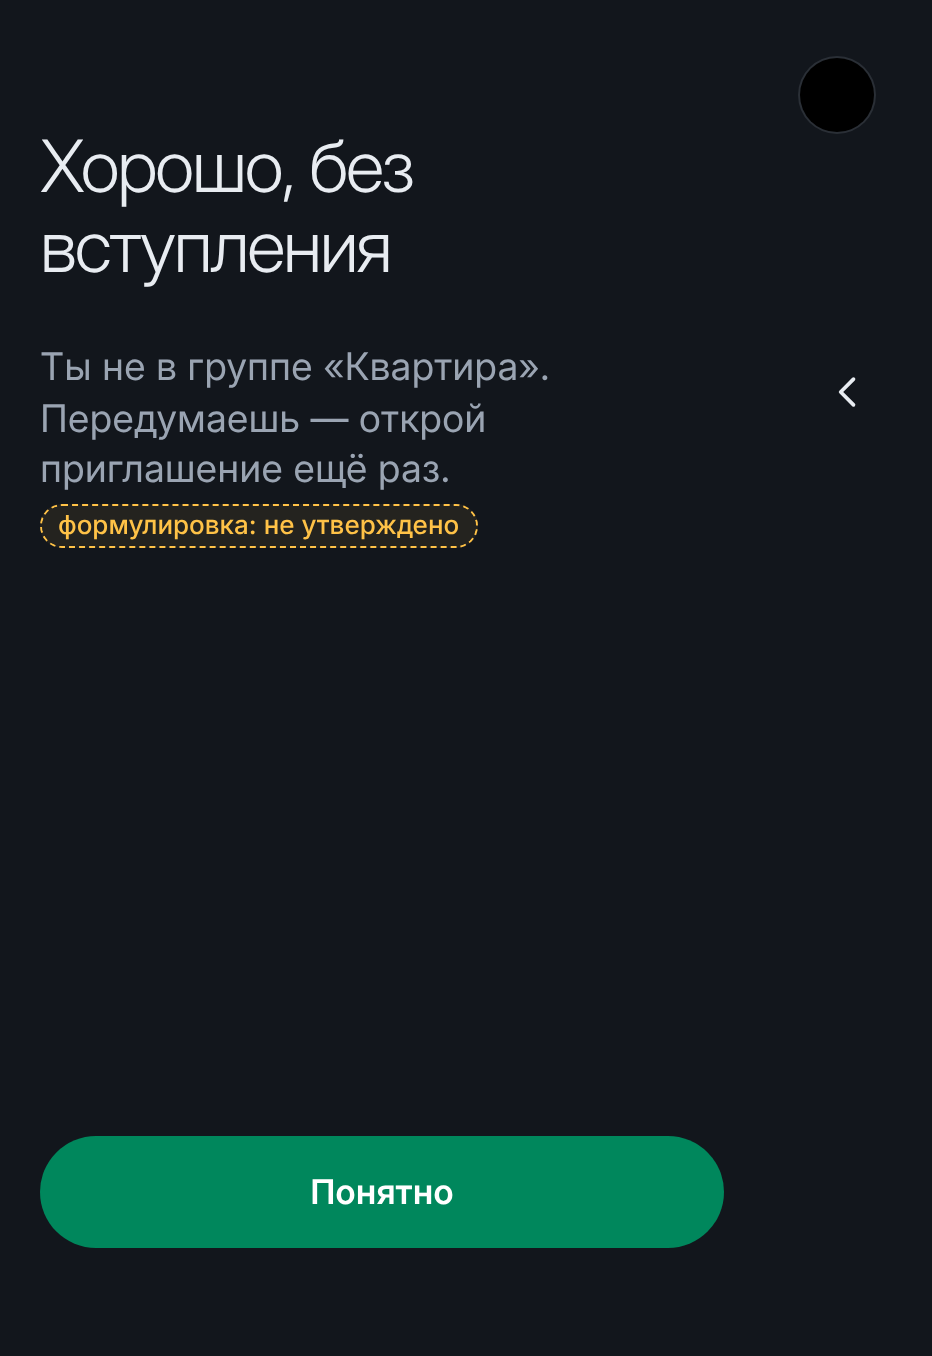 Хорошо, без
вступления
Ты не в группе «Квартира».
Передумаешь — открой
приглашение ещё раз.
формулировка: не утверждено
Понятно